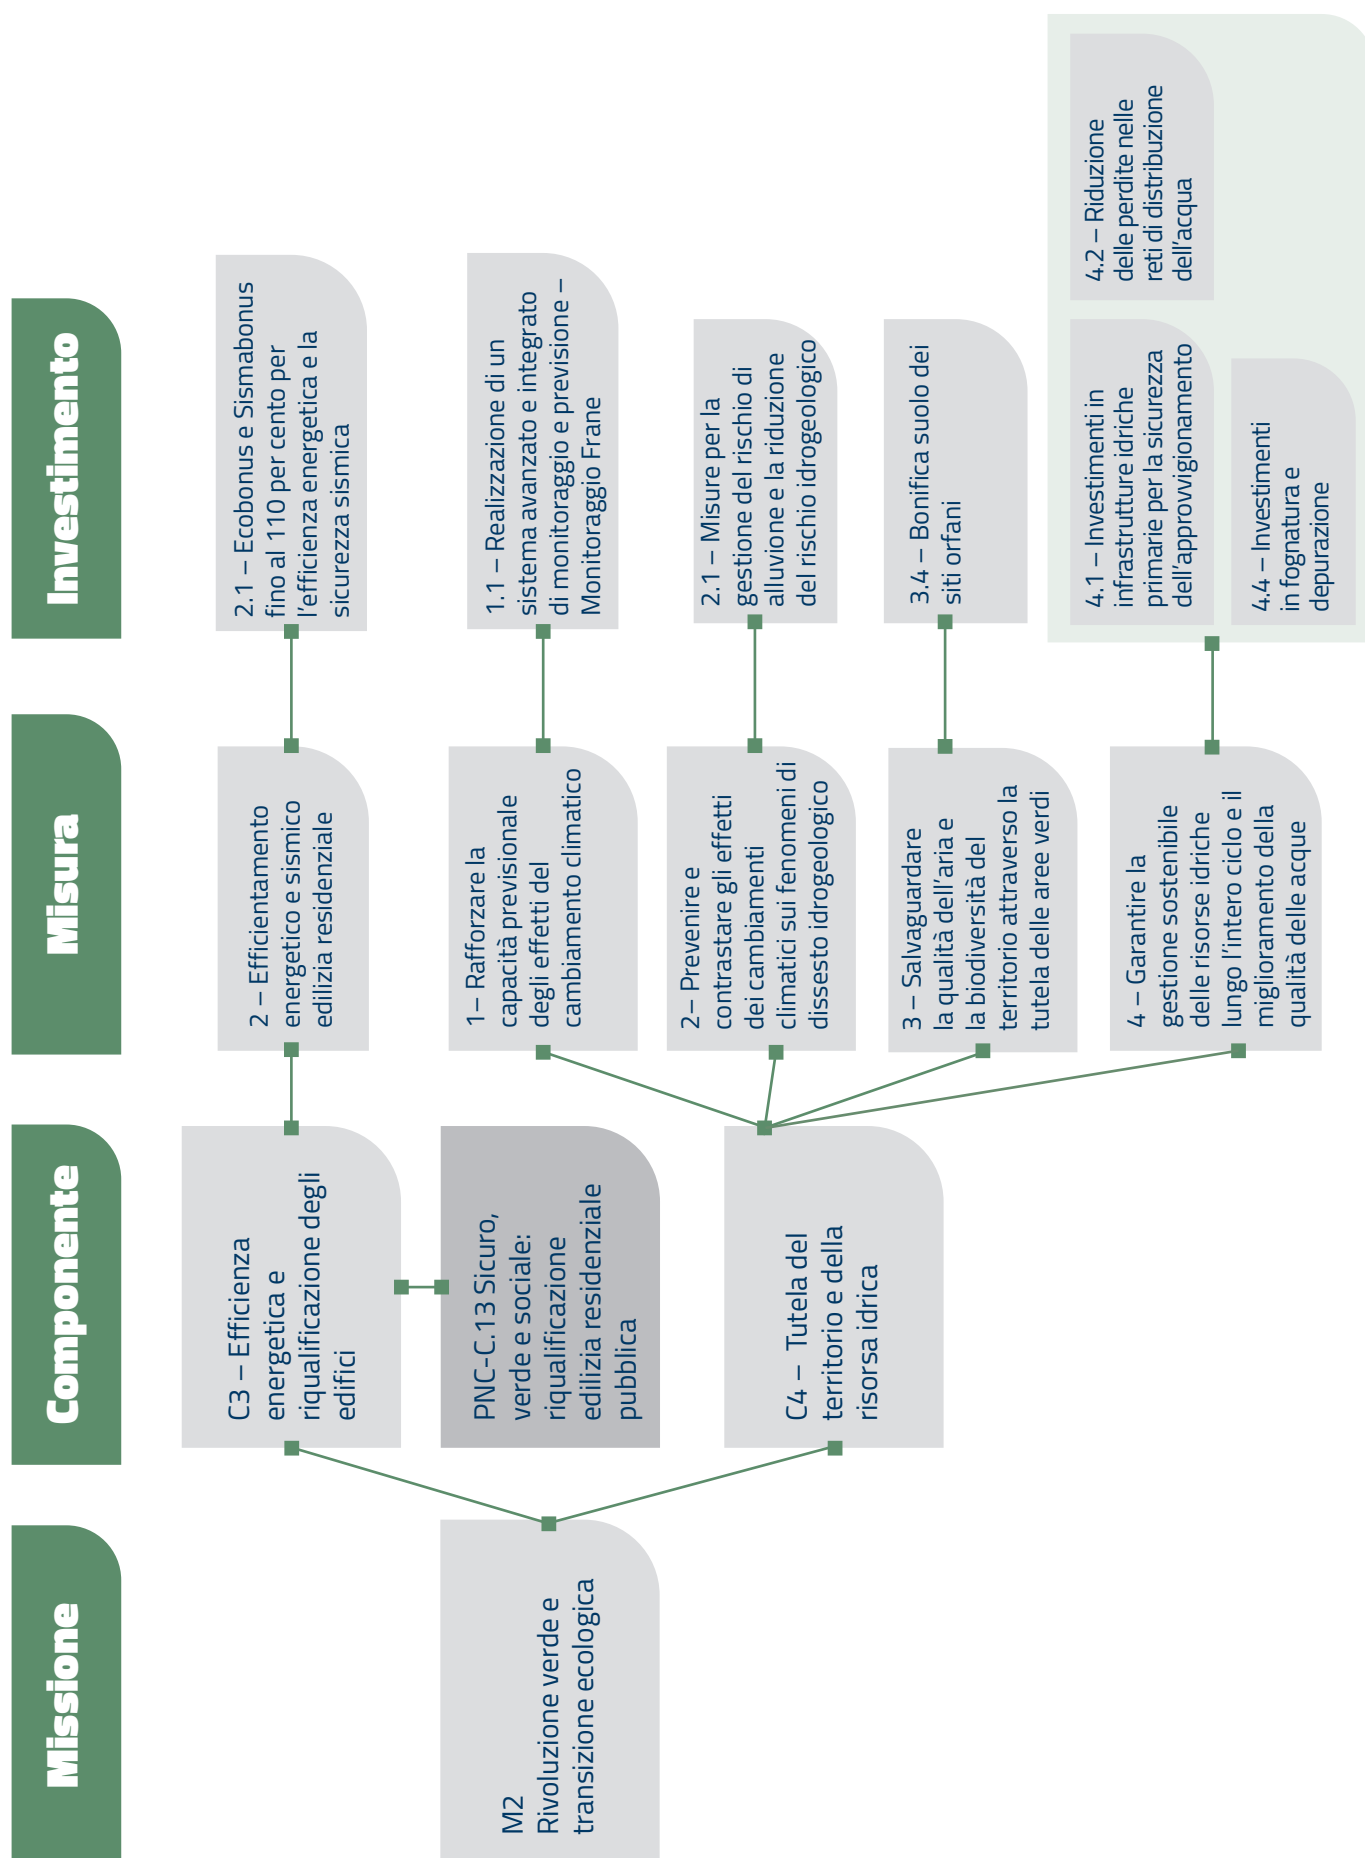 Missione
Componente
Misura
Investimento
M2
Rivoluzione verde e
transizione ecologica
C3 – Efficienza
energetica e
riqualificazione degli
edifici
PNC-C.13 Sicuro,
verde e sociale:
riqualificazione
edilizia residenziale
pubblica
C4 – Tutela del
territorio e della
risorsa idrica
2 – Efficientamento
energetico e sismico
edilizia residenziale
1– Rafforzare la
capacità previsionale
degli effetti del
cambiamento climatico
2– Prevenire e
contrastare gli effetti
dei cambiamenti
climatici sui fenomeni di
dissesto idrogeologico
3 – Salvaguardare
la qualità dell'aria e
la biodiversità del
territorio attraverso la
tutela delle aree verdi
4 – Garantire la
gestione sostenibile
delle risorse idriche
lungo l'intero ciclo e il
miglioramento della
qualità delle acque
2.1 – Ecobonus e Sismabonus
fino al 110 per cento per
l'efficienza energetica e la
sicurezza sismica
1.1 – Realizzazione di un
sistema avanzato e integrato
di monitoraggio e previsione –
Monitoraggio Frane
2.1 – Misure per la
gestione del rischio di
alluvione e la riduzione
del rischio idrogeologico
3.4 – Bonifica suolo dei
siti orfani
4.1 – Investimenti in
infrastrutture idriche
primarie per la sicurezza
dell'approvvigionamento
4.2 – Riduzione
delle perdite nelle
reti di distribuzione
dell'acqua
4.4 – Investimenti
in fognatura e
depurazione